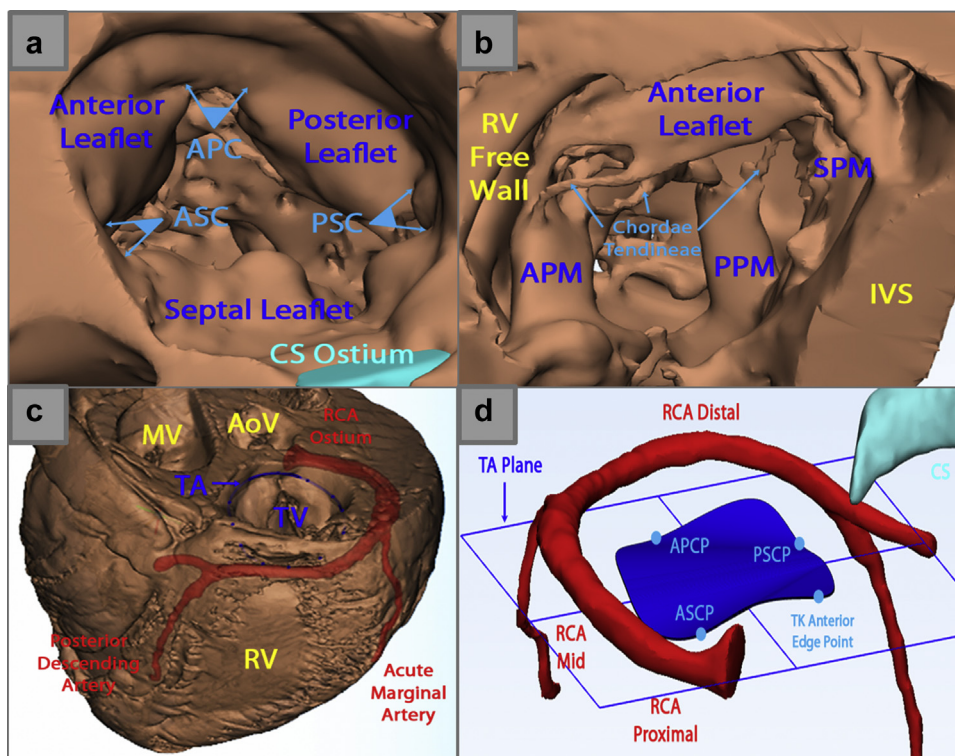 a
Anterior
Leaflet
APC
Posterior
Leaflet
ASC
PSC
Septal Leaflet
CS Ostium
b
RV
Free
Wall
Anterior
Leaflet
SPM
Chordae
Tendineae
APM
PPM
IVS
c
MV
AoV
RCA
Ostium
TA
TV
Posterior
Descending
Artery
RV
Acute
Marginal
Artery
d
RCA Distal
TA Plane
CS
APCP
PSCP
ASCP
TK Anterior
Edge Point
RCA
Mid
RCA
Proximal